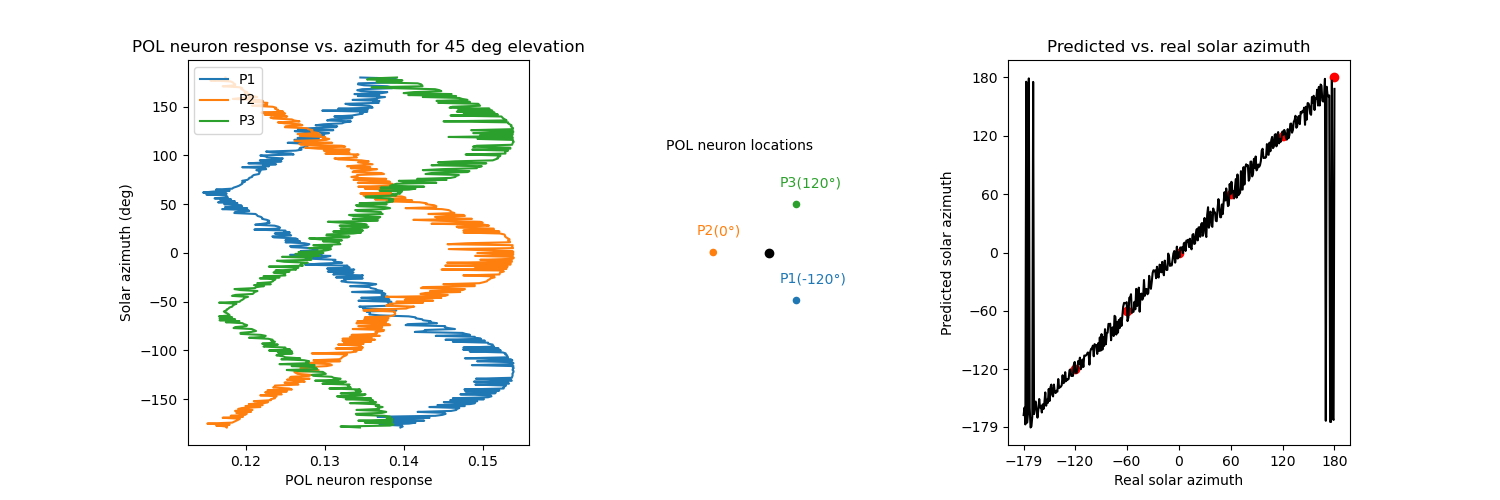 POL neuron response vs. azimuth for 45 deg elevation
P1
P2
P3
150
100
50
0
−50
−100
−150
Solar azimuth (deg)
0.12 0.13 0.14 0.15
POL neuron response
POL neuron locations
P3(120°)
P2(0°)
P1(-120°)
Predicted vs. real solar azimuth
180
120
60
0
−60
−120
−179
Predicted solar azimuth
−179 −120 −60 0 60 120 180
Real solar azimuth